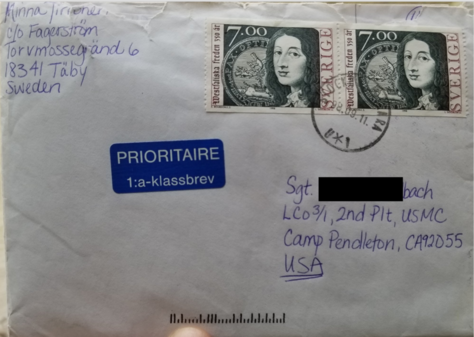 Minna
c/o Fagerström
Torvmossegränd 6
18341 Täby
Sweden
7.00
Westfaliska freden 350 år
SVERIGE
7.00
Westfaliska freden 350 år
SVERIGE
PRIORITAIRE
1:a-klassbrev
Sgt. bach
LCo 3/1, 2nd Plt, USMC
Camp Pendleton, CA 92055
USA